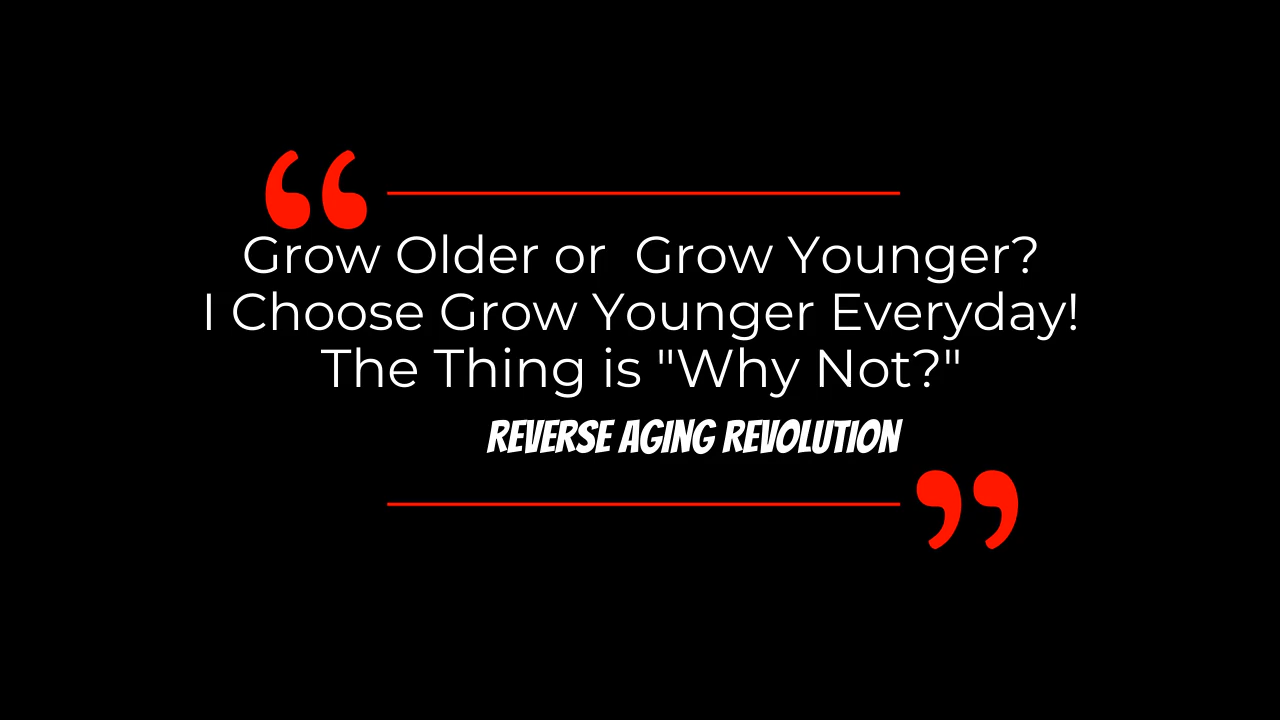 Grow Older or  Grow Younger?
I Choose Grow Younger Everyday!
The Thing is "Why Not?"
REVERSE AGING REVOLUTION